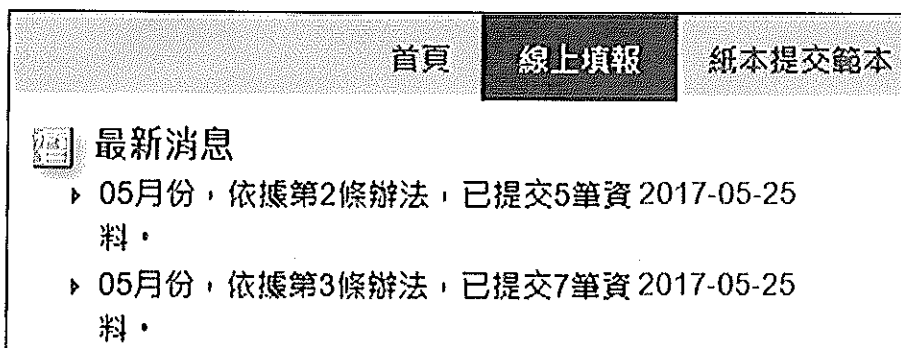 首頁 線上填報 紙本提交範本
最新消息
05月份，依據第2條辦法，已提交5筆資 2017-05-25
料。
05月份，依據第3條辦法，已提交7筆資 2017-05-25
料。